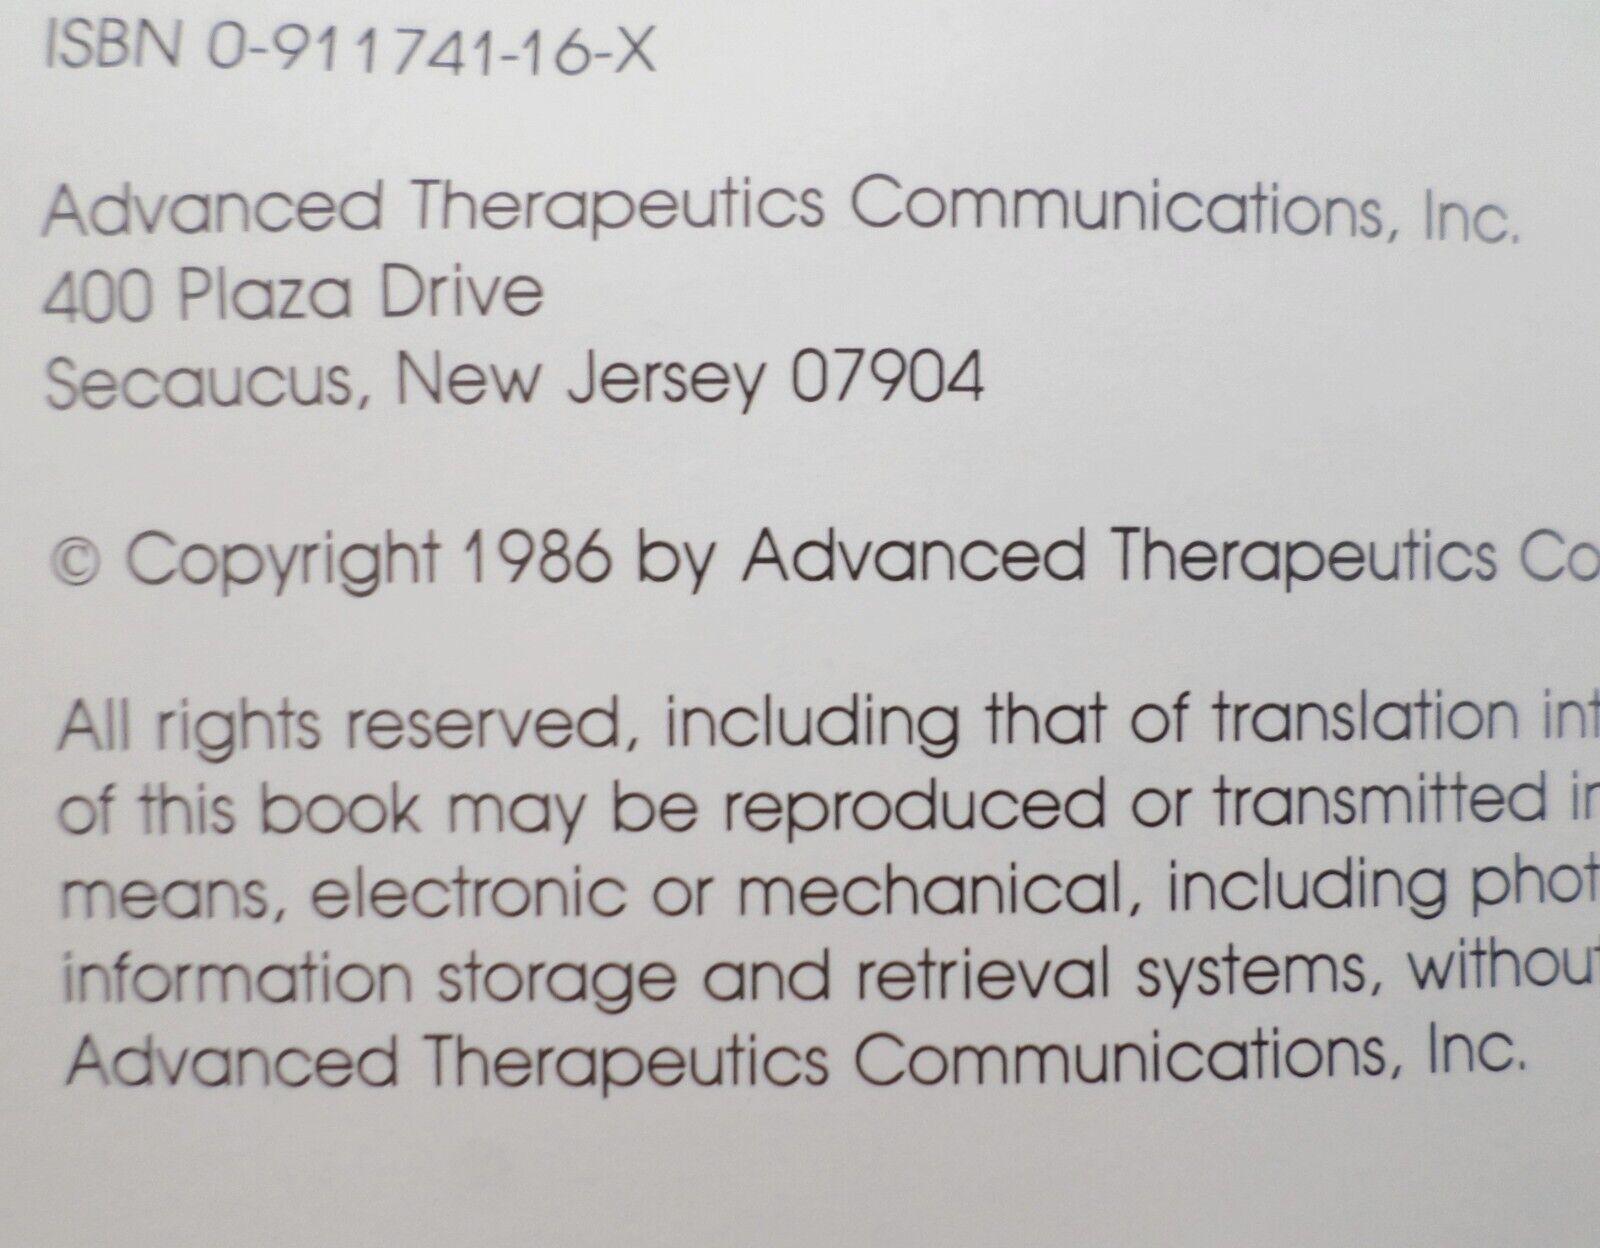 ISBN 0-911741-16-X
Advanced Therapeutics Communications, Inc.
400 Plaza Drive
Secaucus, New Jersey 07904
© Copyright 1986 by Advanced Therapeutics Co
All rights reserved, including that of translation int
of this book may be reproduced or transmitted in
means, electronic or mechanical, including phot
information storage and retrieval systems, without
Advanced Therapeutics Communications, Inc.